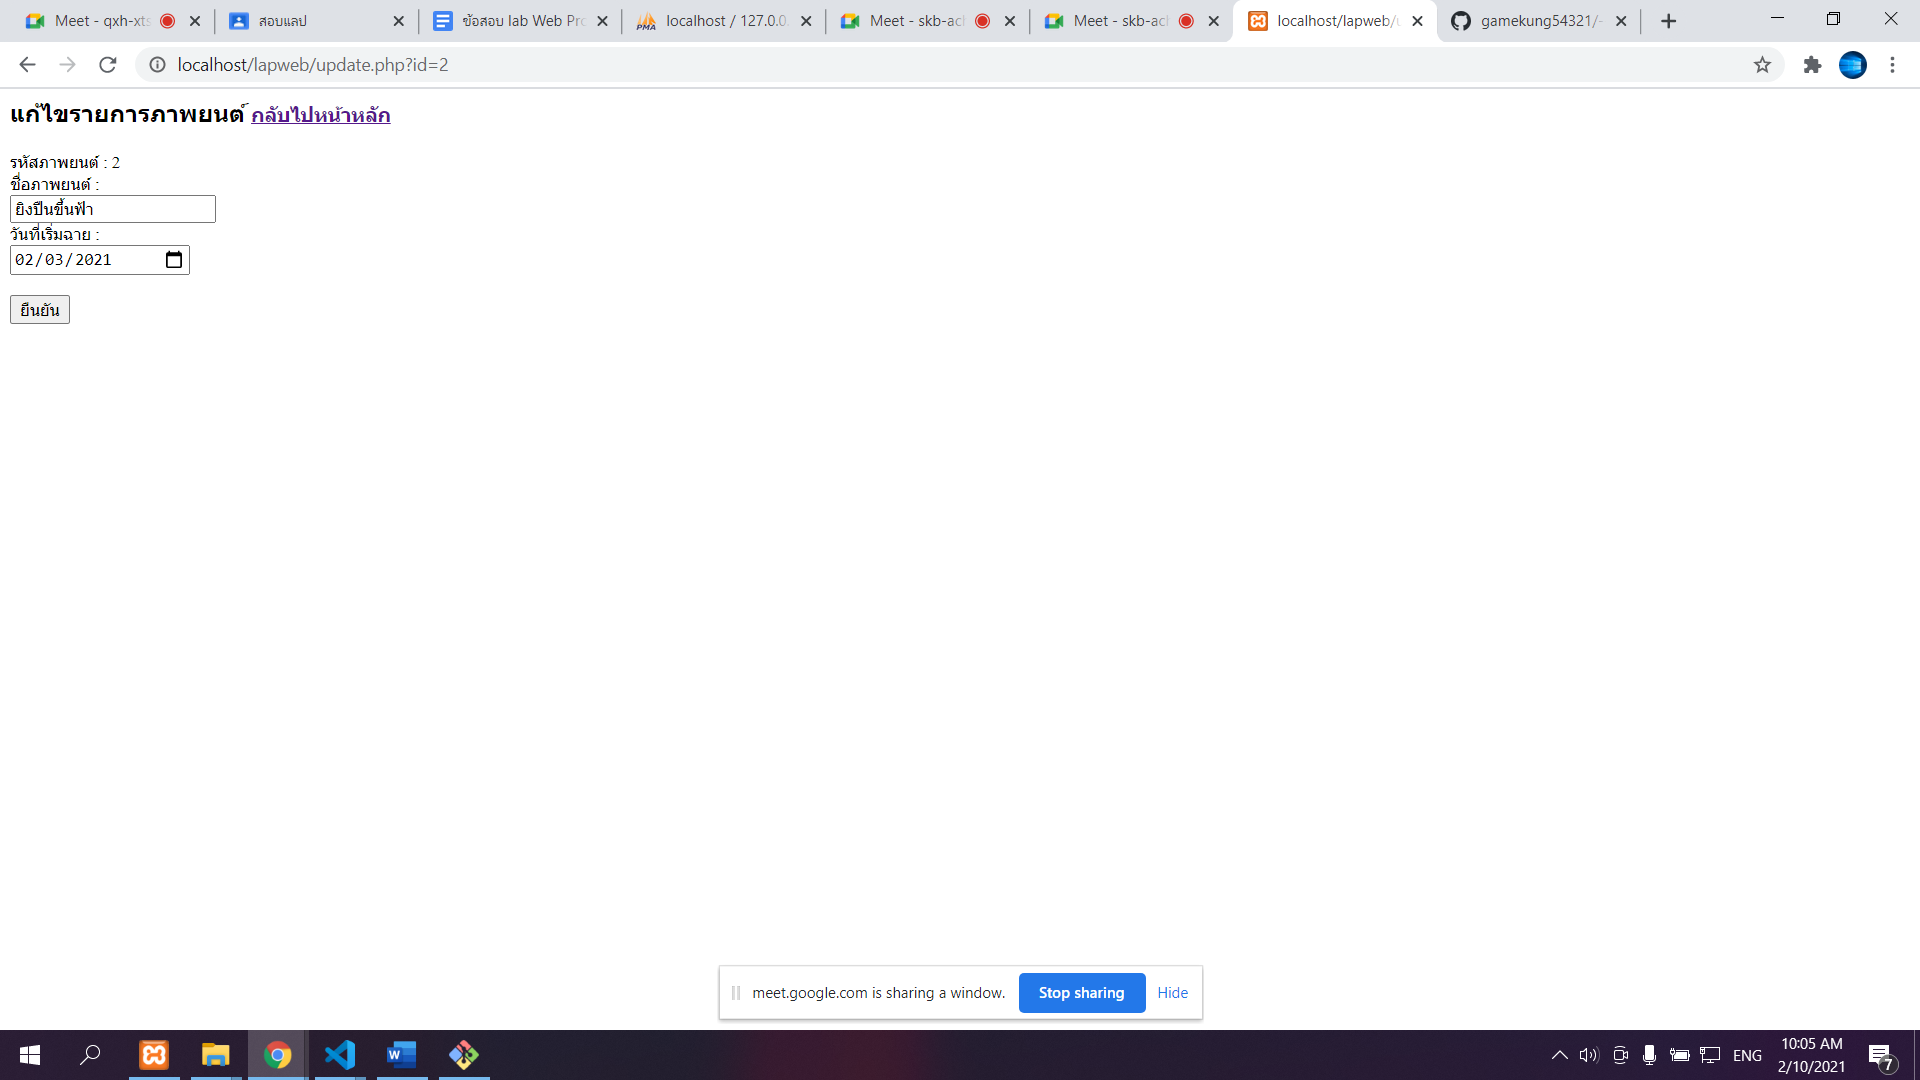 Meet - qxh-xts
สอบแลป
ข้อสอบ lab Web Pro
localhost / 127.0.0.
Meet - skb-ach
Meet - skb-ach
localhost/lapweb/u
gamekung54321/-
localhost/lapweb/update.php?id=2
แก้ไขรายการภาพยนต์ กลับไปหน้าหลัก
รหัสภาพยนต์ : 2
ชื่อภาพยนต์ :
ยิงปืนขึ้นฟ้า
วันที่เริ่มฉาย :
02/03/2021
ยืนยัน
meet.google.com is sharing a window. Stop sharing Hide
ENG
10:05 AM
2/10/2021
7